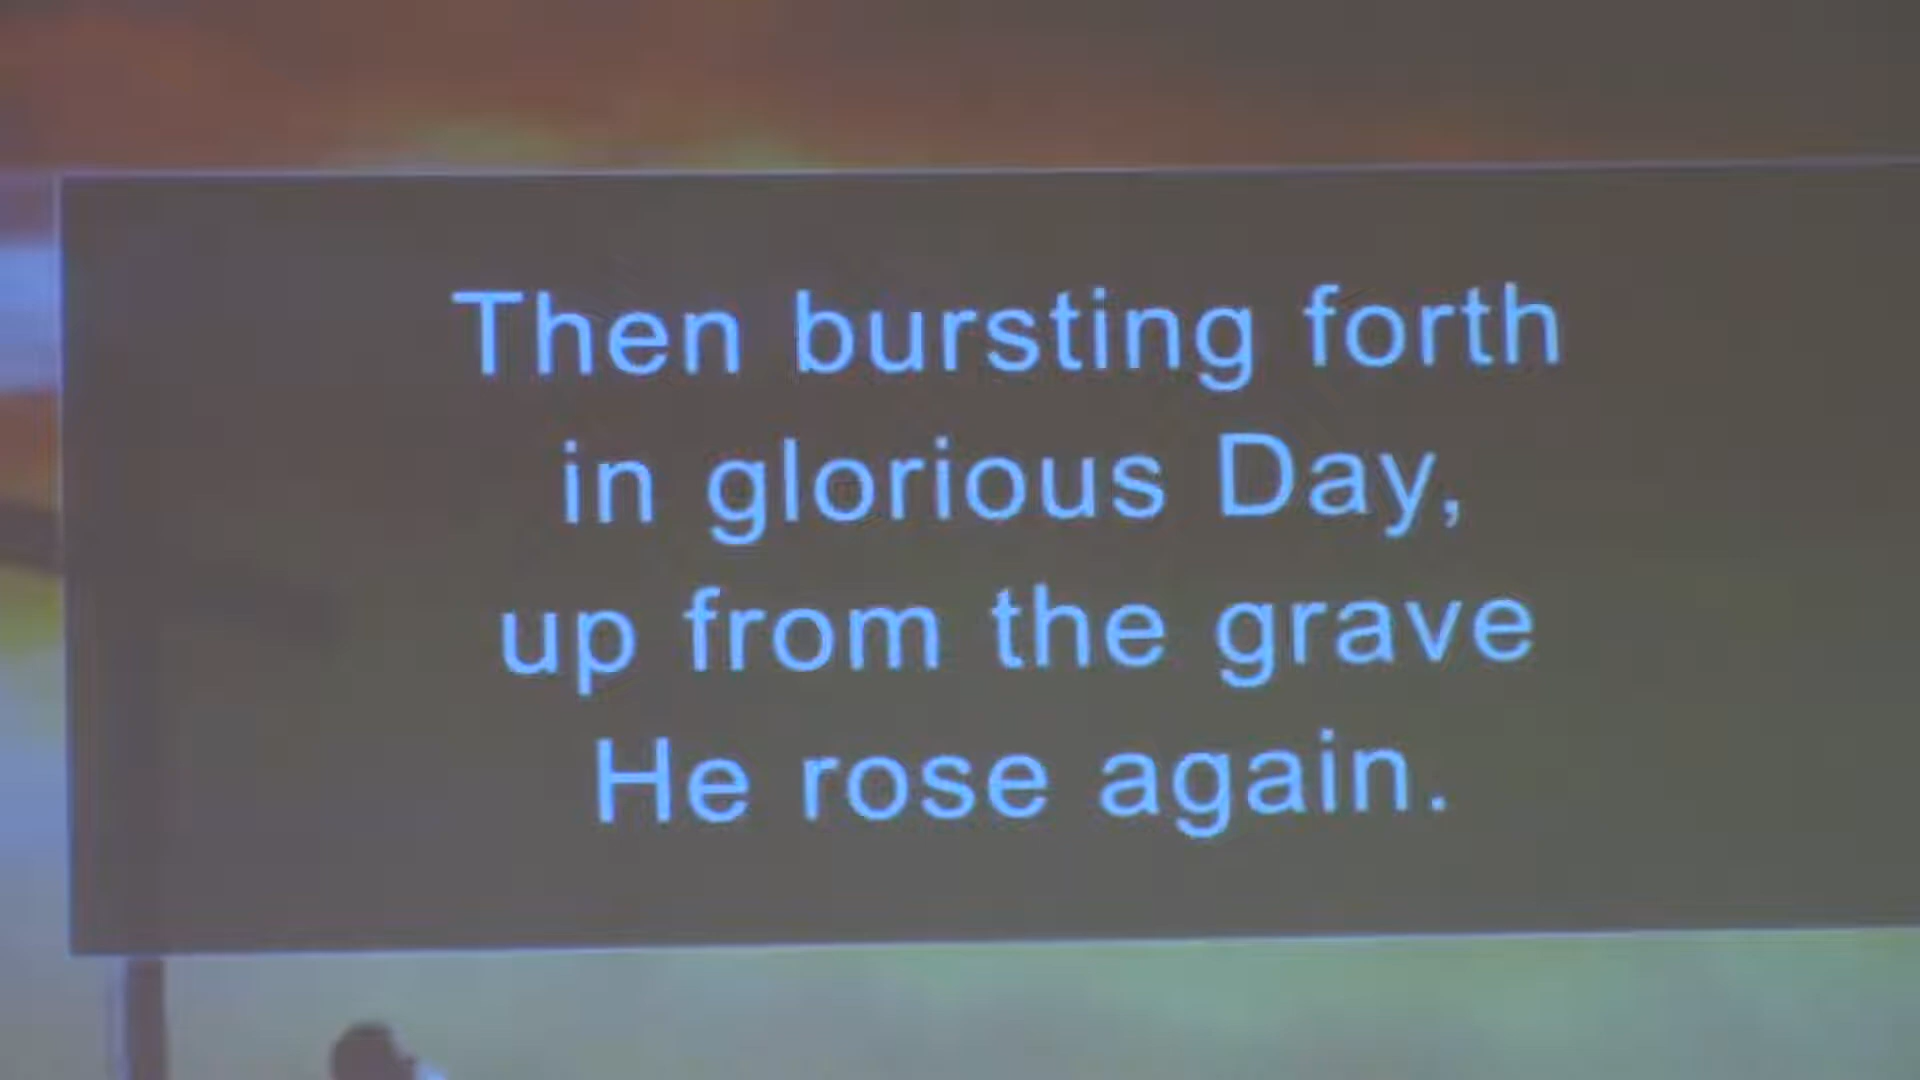 Then bursting forth
in glorious Day,
up from the grave
He rose again.